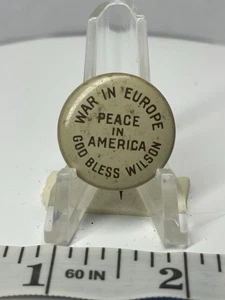 WAR IN EUROPE
PEACE
IN
AMERICA
GOD BLESS WILSON
1 60 IN 2